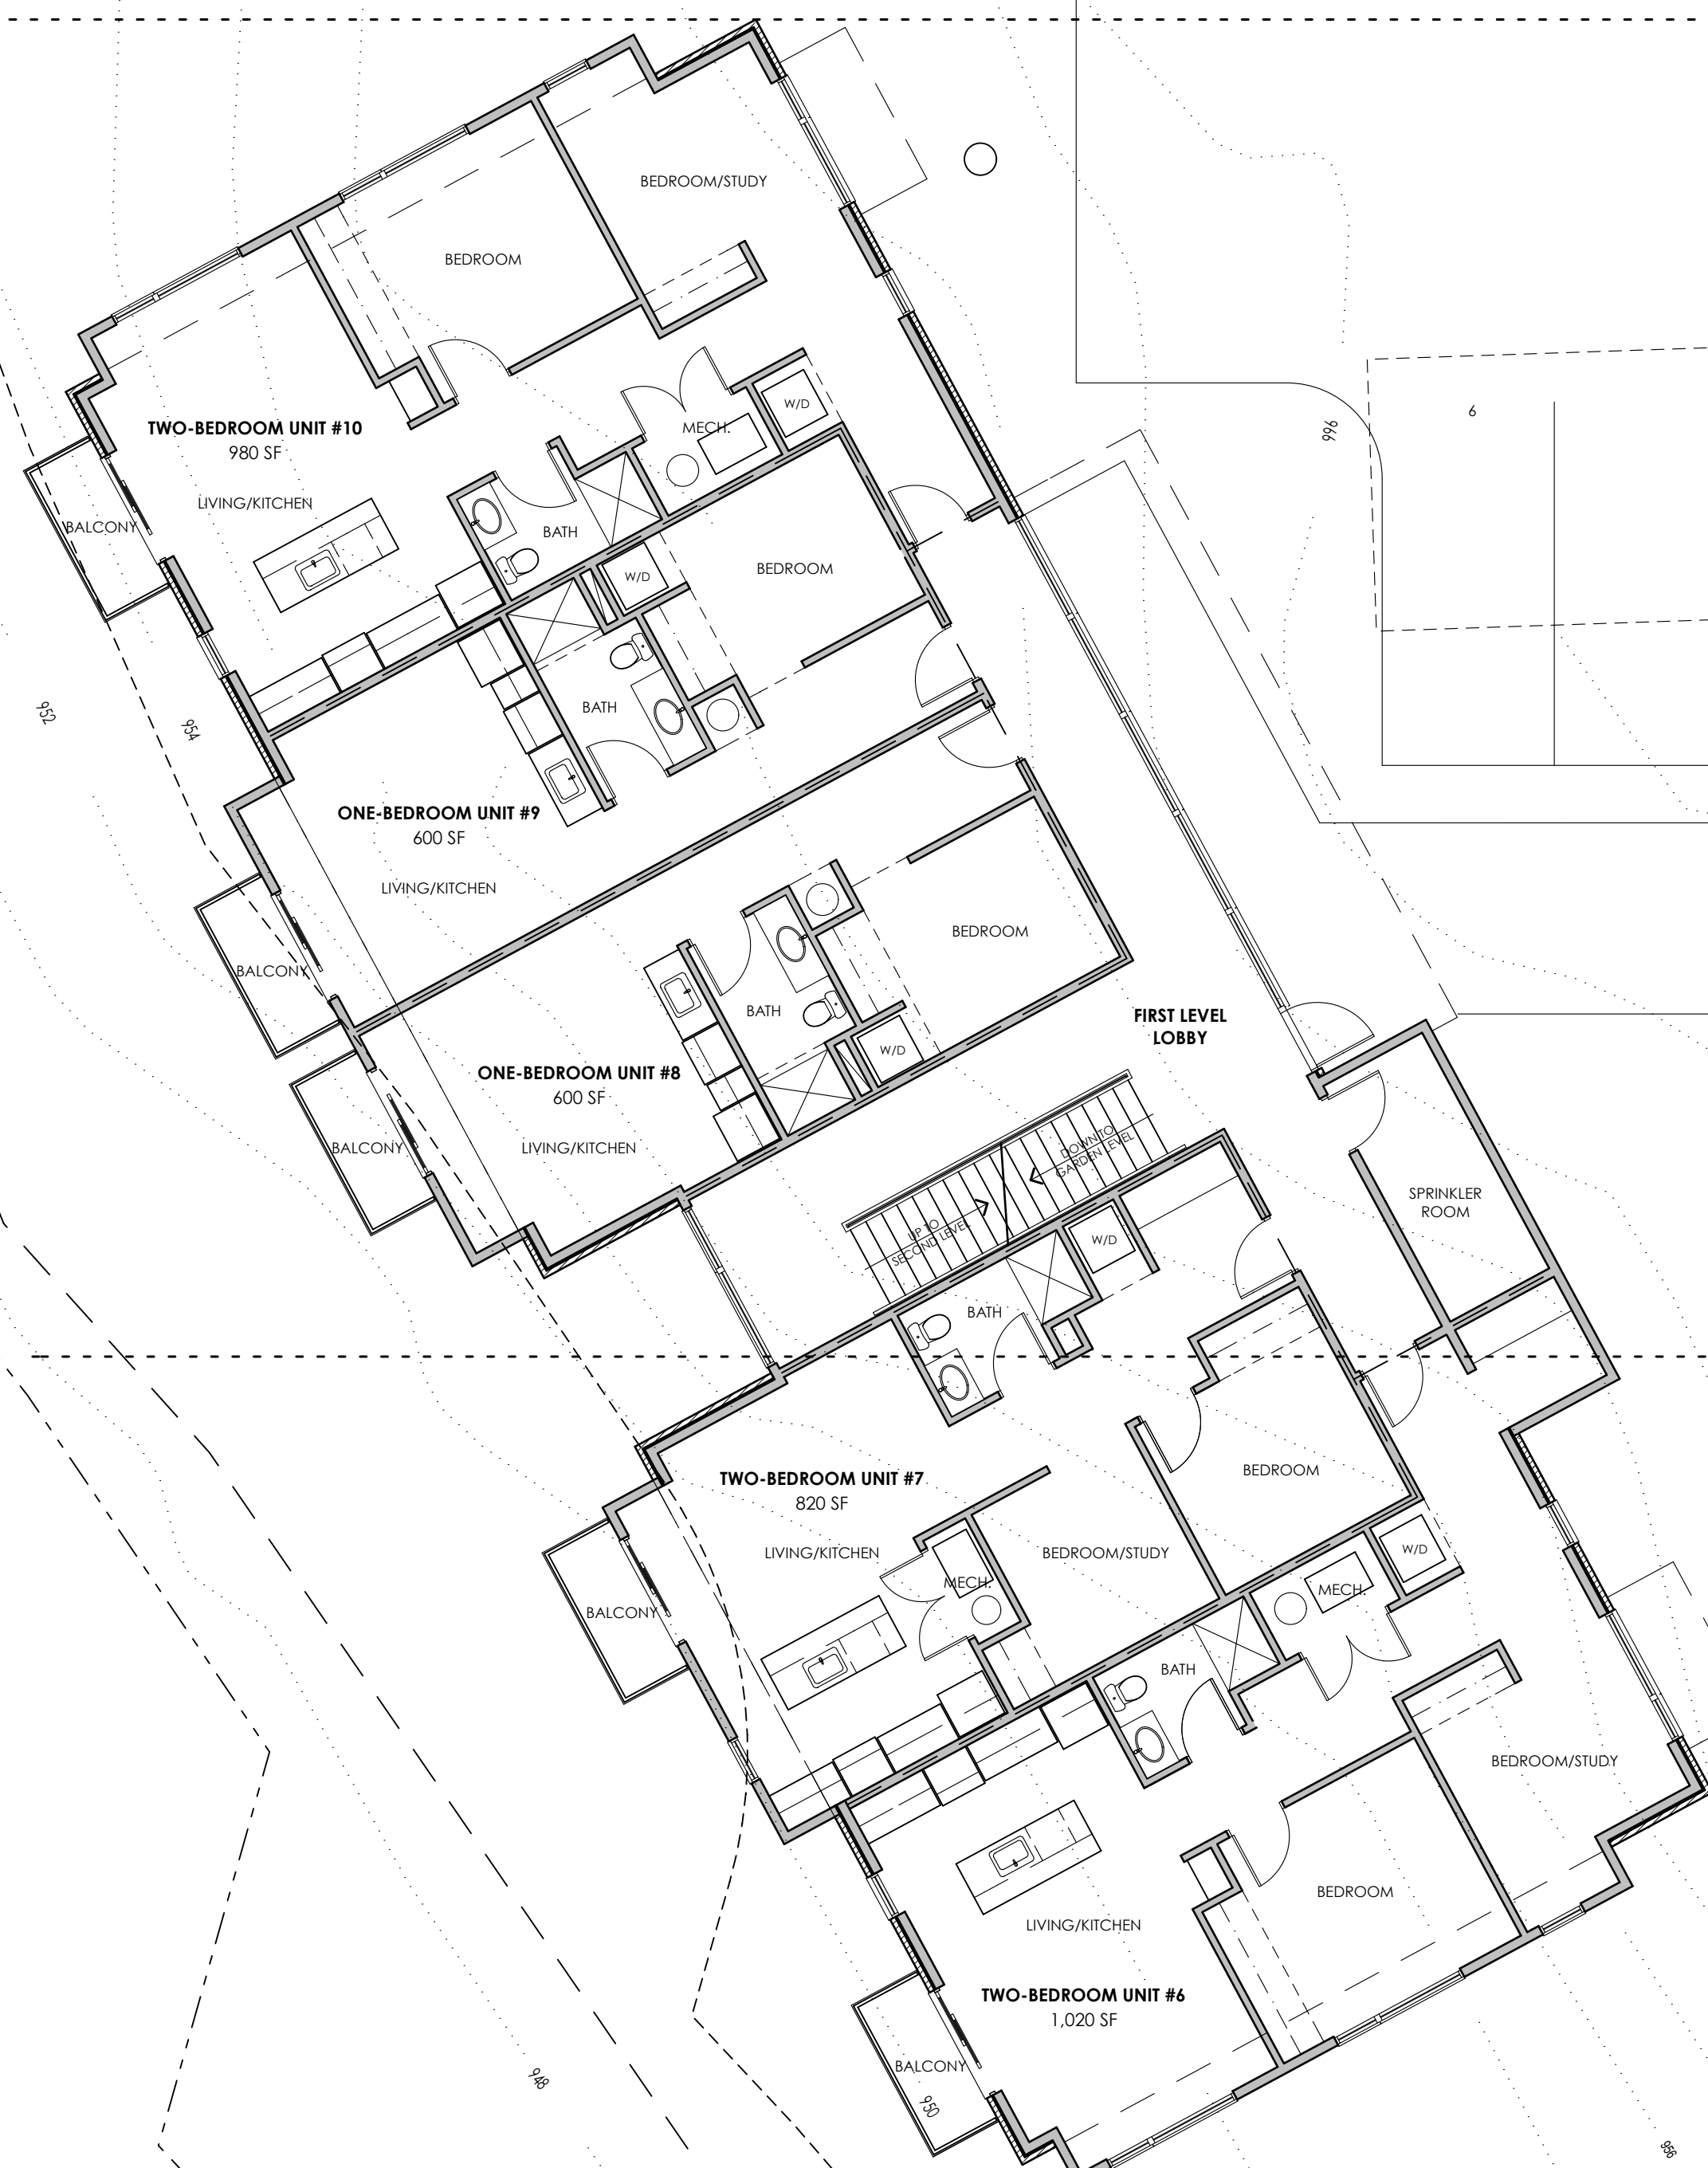 BEDROOM/STUDY
BEDROOM
996
6
W/D
MECH.
TWO-BEDROOM UNIT #10
980 SF
LIVING/KITCHEN
BALCONY
BATH
W/D
BEDROOM
952
954
BATH
ONE-BEDROOM UNIT #9
600 SF
LIVING/KITCHEN
BALCONY
BEDROOM
BATH
W/D
FIRST LEVEL
LOBBY
ONE-BEDROOM UNIT #8
600 SF
LIVING/KITCHEN
BALCONY
DOWN TO
GARDEN LEVEL
UP TO
SECOND LEVEL
SPRINKLER
ROOM
W/D
BATH
BEDROOM
TWO-BEDROOM UNIT #7
820 SF
LIVING/KITCHEN
BEDROOM/STUDY
MECH.
BALCONY
W/D
MECH.
BATH
BEDROOM/STUDY
BEDROOM
LIVING/KITCHEN
TWO-BEDROOM UNIT #6
1,020 SF
BALCONY
948
950
956